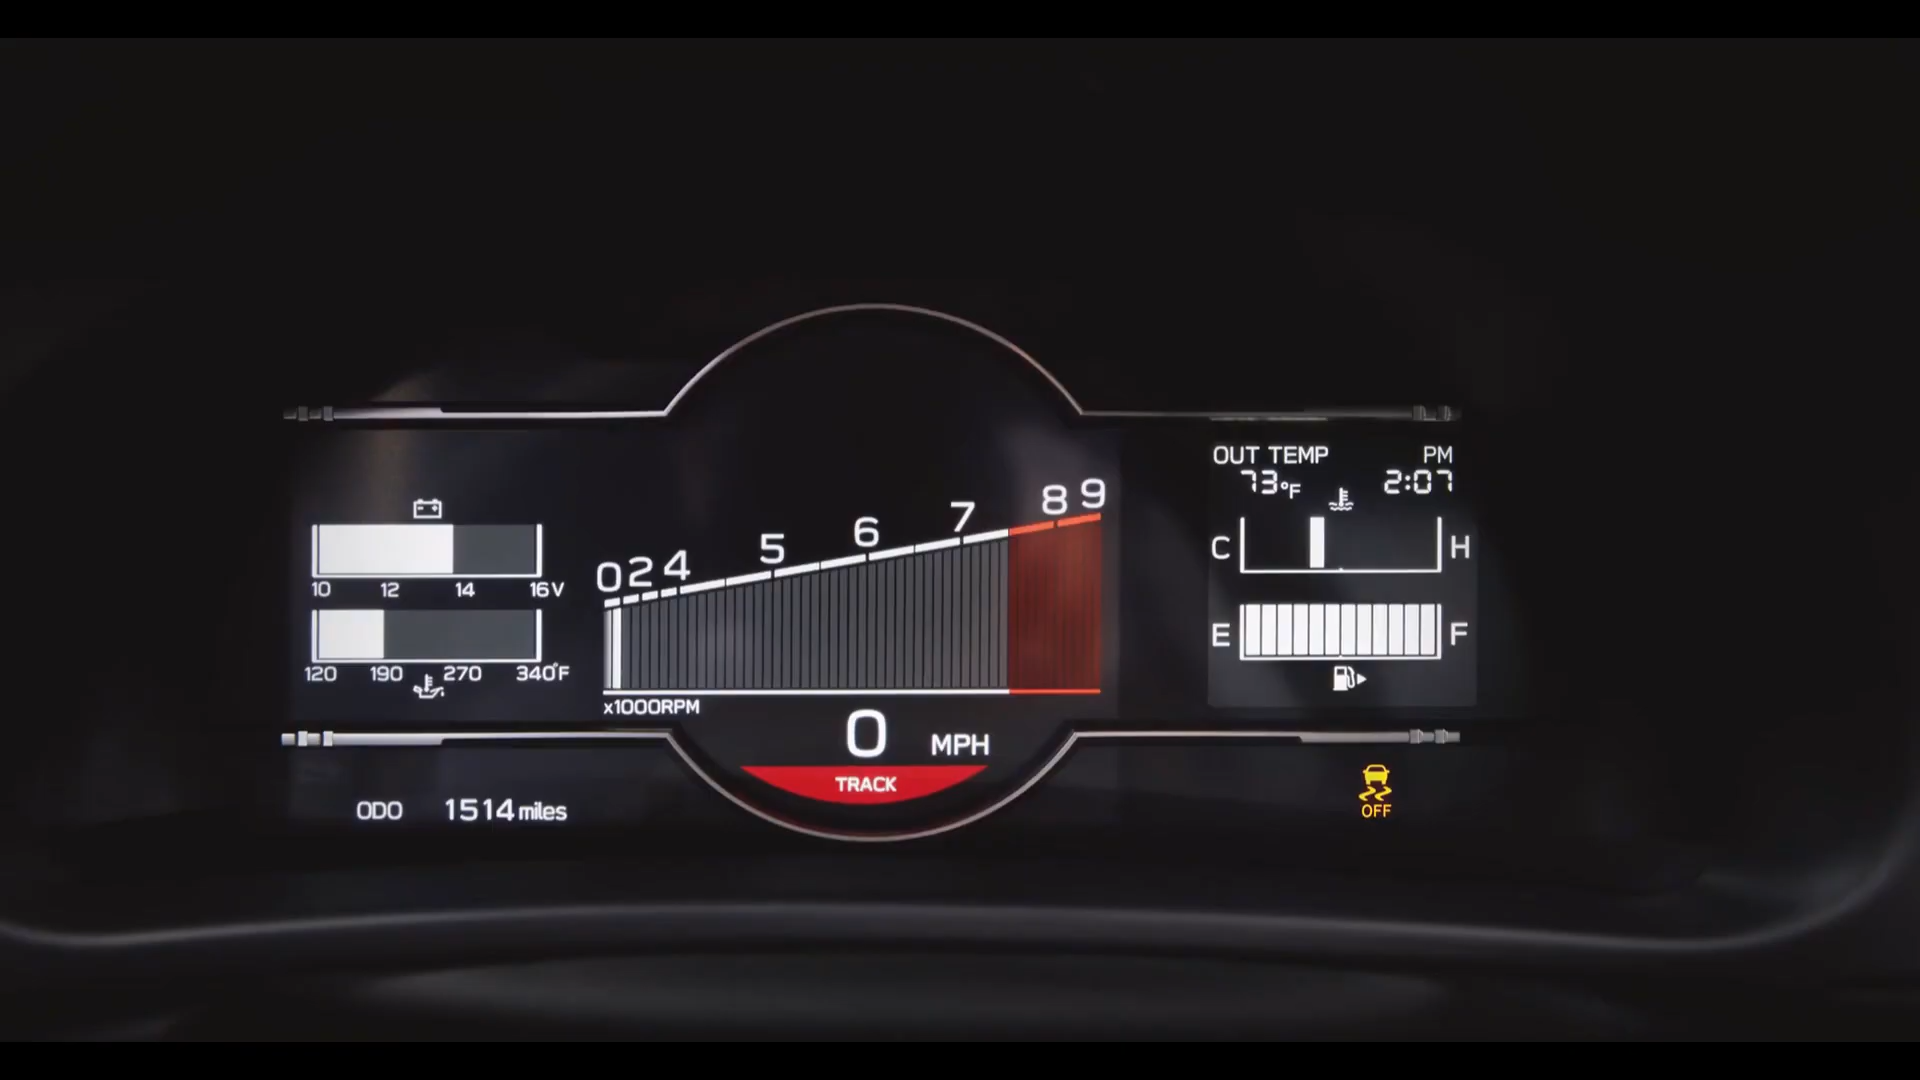 OUT TEMP PM
73°F 2:07
C H
E F
10 12 14 16 V
120 190 270 340°F
0 2 4 5 6 7 8 9
x1000RPM
0 MPH
TRACK
ODO 1514 miles
OFF